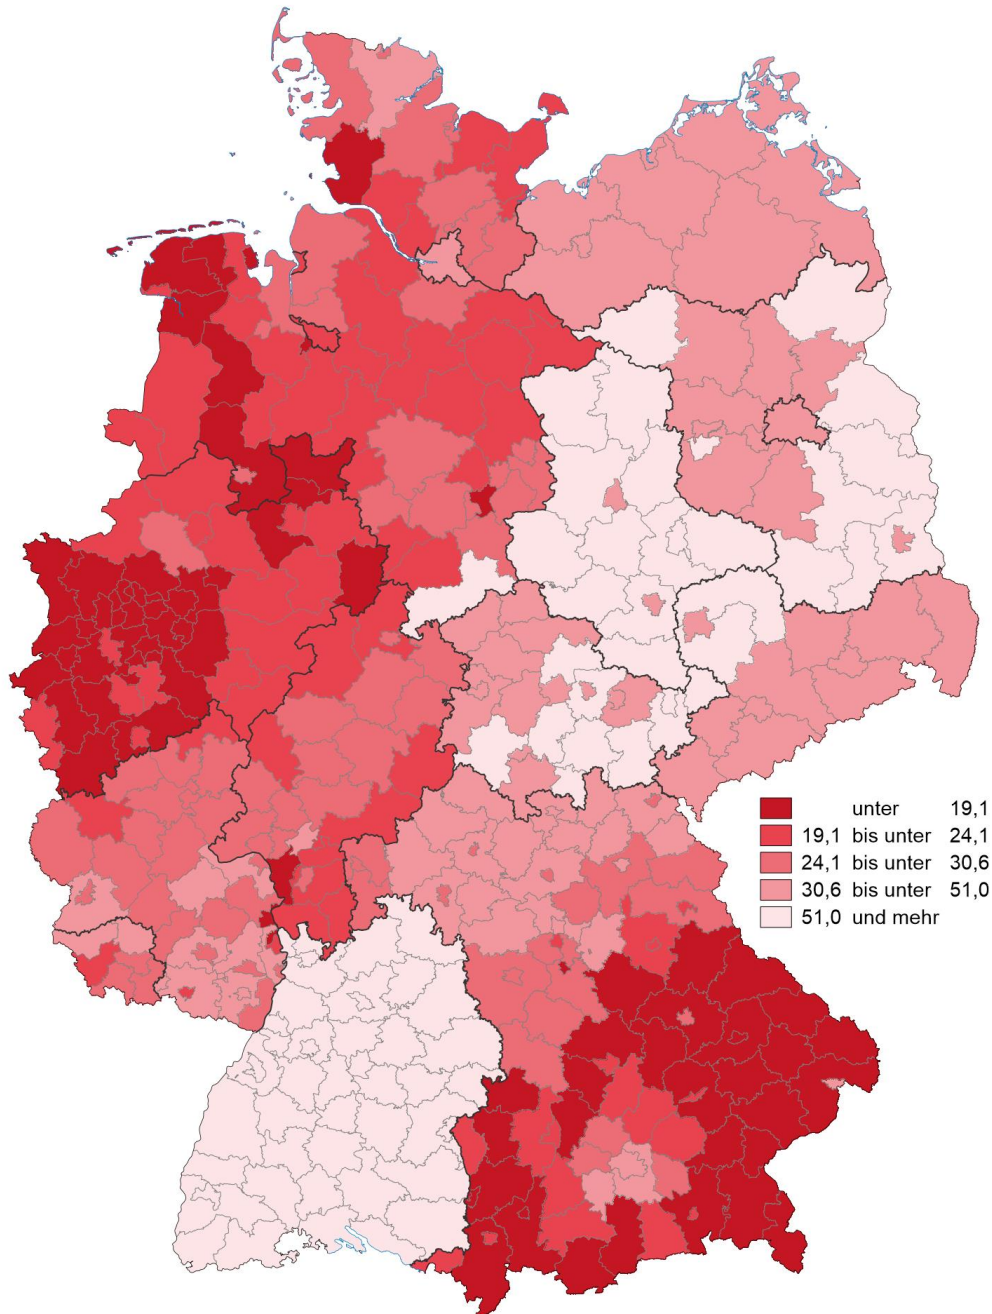 unter 19,1
19,1 bis unter 24,1
24,1 bis unter 30,6
30,6 bis unter 51,0
51,0 und mehr